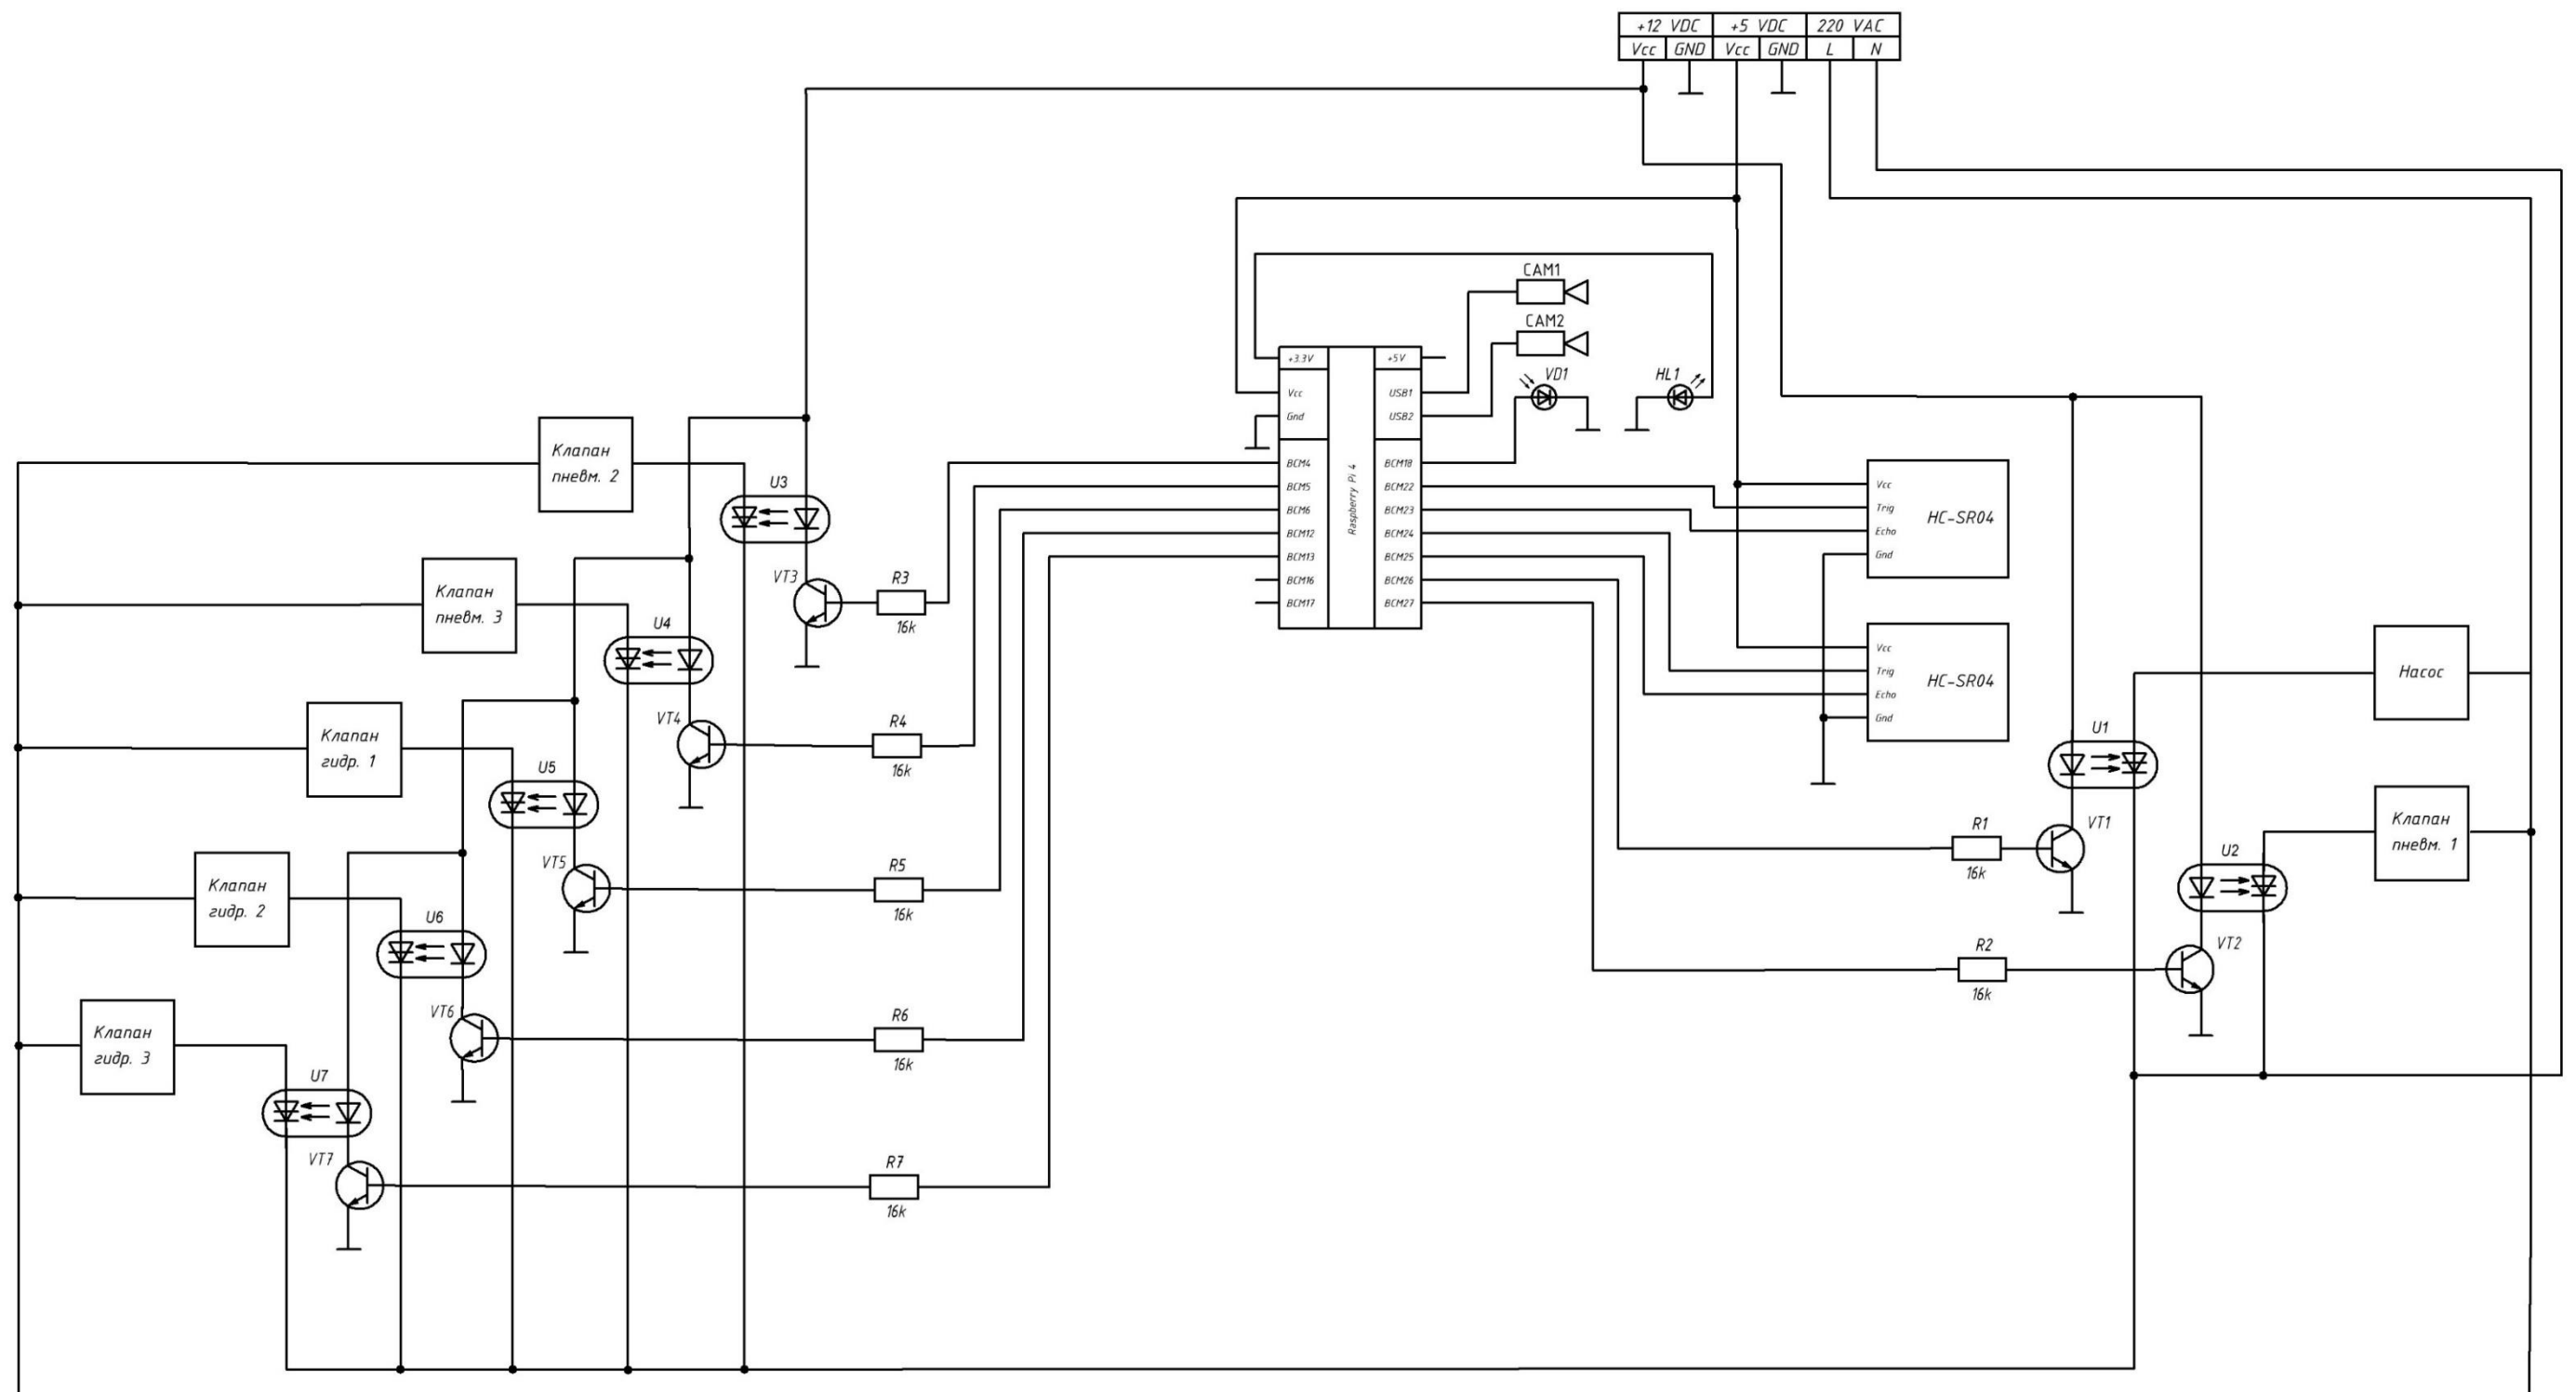 +12 VDC +5 VDC 220 VAC
Vcc GND Vcc GND L N
CAM1
CAM2
VD1
HL1
+3.3V
Vcc
Gnd
BCM4
BCM5
BCM6
BCM12
BCM13
BCM16
BCM17
Raspberry Pi 4
+5V
USB1
USB2
BCM18
BCM22
BCM23
BCM24
BCM25
BCM26
BCM27
Vcc
Trig
Echo
Gnd
HC-SR04
Vcc
Trig
Echo
Gnd
HC-SR04
Клапан
пневм. 2
U3
VT3
R3
16k
Клапан
пневм. 3
U4
VT4
R4
16k
Клапан
гидр. 1
U5
VT5
R5
16k
Клапан
гидр. 2
U6
VT6
R6
16k
Клапан
гидр. 3
U7
VT7
R7
16k
Насос
U1
VT1
R1
16k
Клапан
пневм. 1
U2
VT2
R2
16k